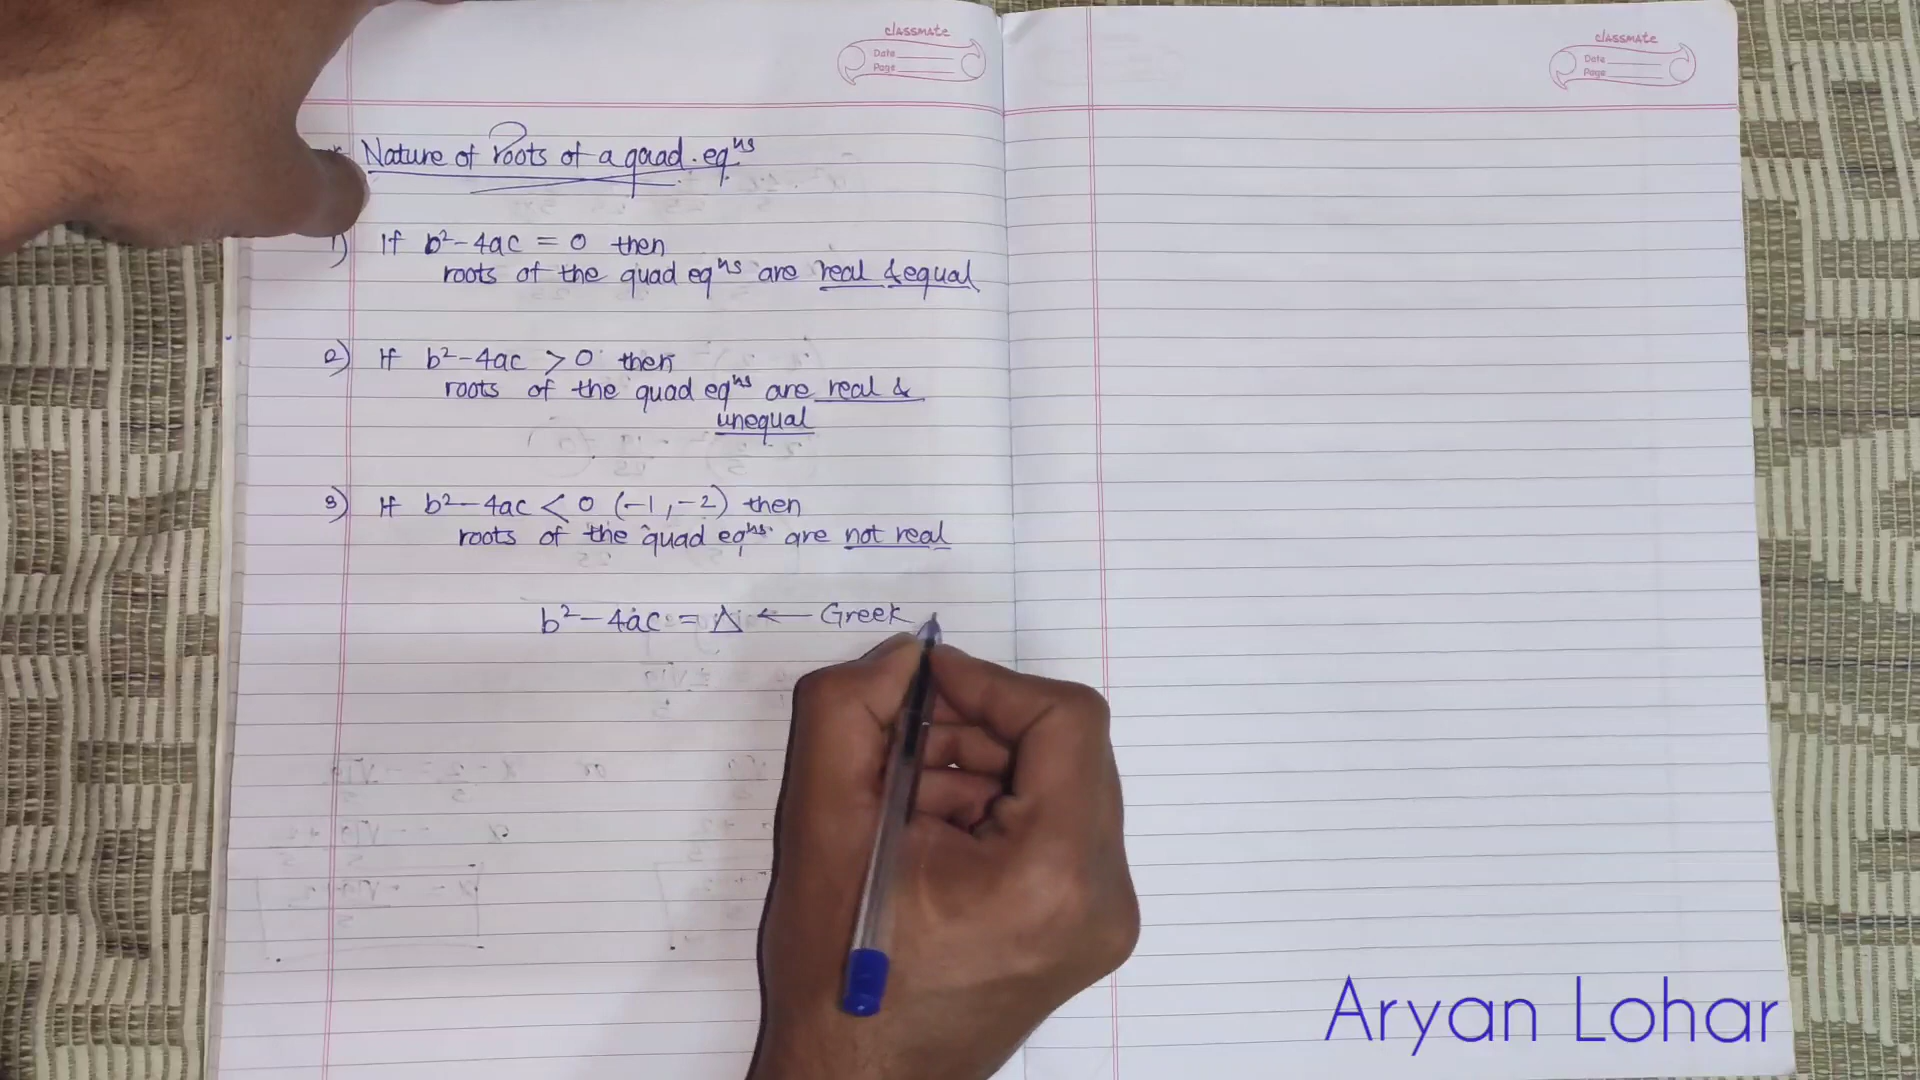 classmate
Date
Page
classmate
Date
Page
Nature of roots of a quad. eqⁿˢ
1) If b²-4ac = 0 then
roots of the quad eqⁿˢ are real & equal
2) If b²-4ac > 0 then
roots of the quad eqⁿˢ are real &
unequal
3) If b²-4ac < 0 (-1, -2) then
roots of the quad eqⁿˢ are not real
b²-4ac = Δ ← Greek
Aryan Lohar